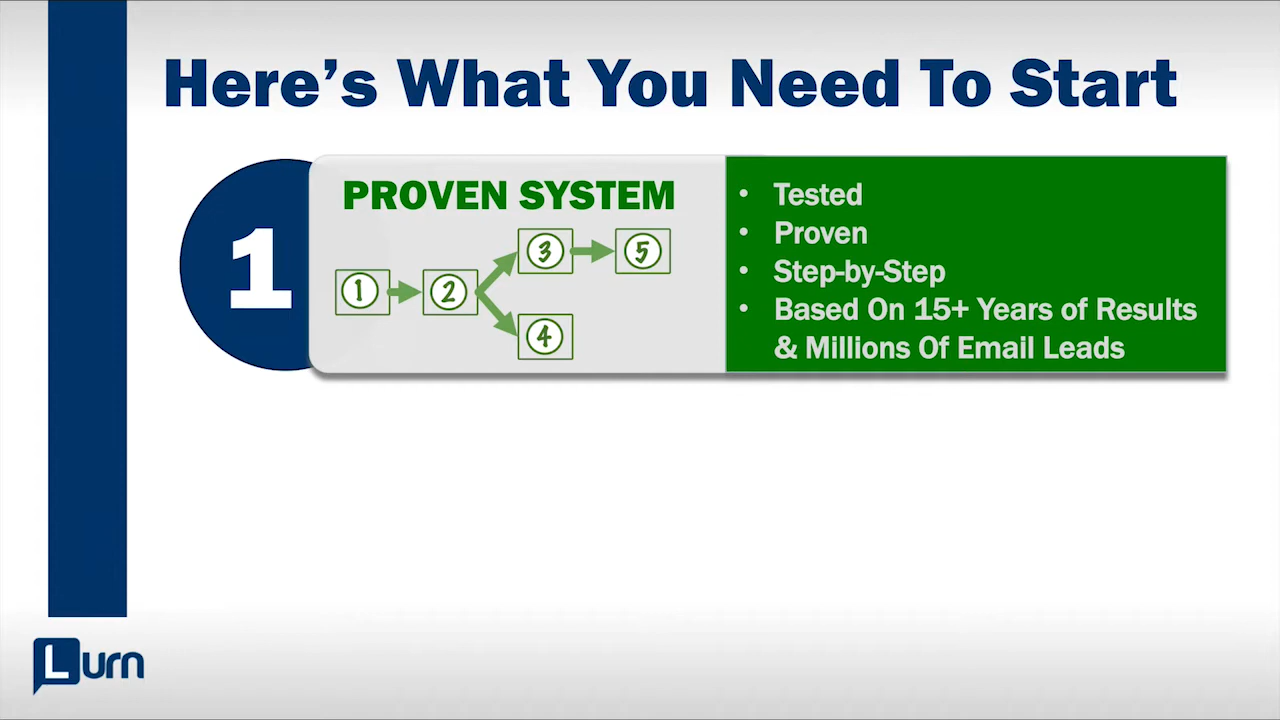 Here's What You Need To Start
1
PROVEN SYSTEM
1
2
3
5
4
• Tested
• Proven
• Step-by-Step
• Based On 15+ Years of Results
& Millions Of Email Leads
Lurn